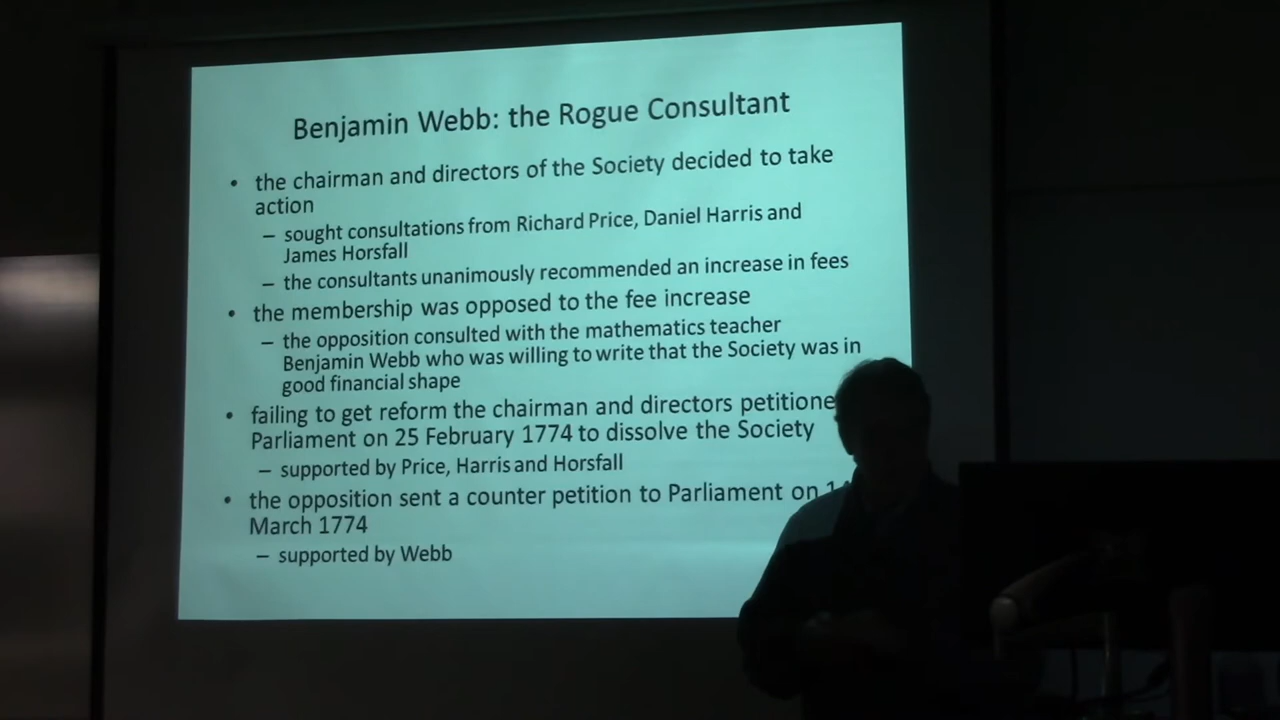 Benjamin Webb: the Rogue Consultant
• the chairman and directors of the Society decided to take
action
– sought consultations from Richard Price, Daniel Harris and
James Horsfall
– the consultants unanimously recommended an increase in fees
• the membership was opposed to the fee increase
– the opposition consulted with the mathematics teacher
Benjamin Webb who was willing to write that the Society was in
good financial shape
• failing to get reform the chairman and directors petitione
Parliament on 25 February 1774 to dissolve the Society
– supported by Price, Harris and Horsfall
• the opposition sent a counter petition to Parliament on
March 1774
– supported by Webb